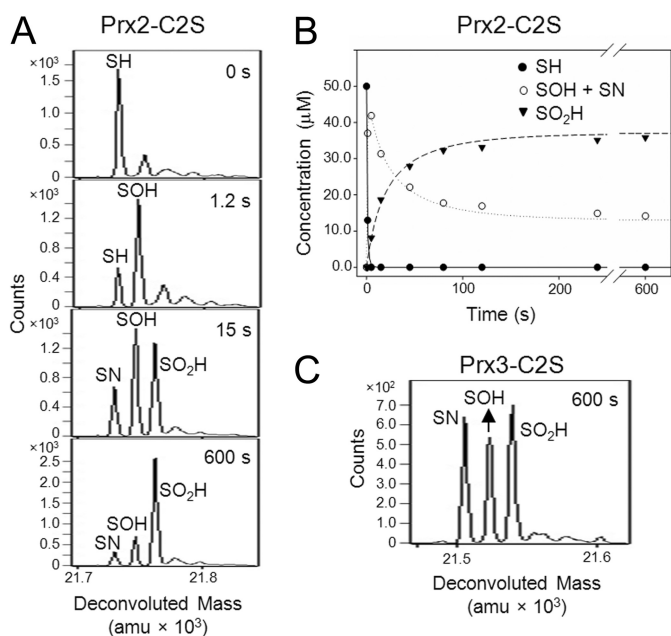 A
Prx2-C2S
×10³
SH
0 s
1.5
1.0
0.5
0.0
×10³
SOH
1.2 s
1.2
SH
0.8
0.4
0
×10³
SOH
15 s
1.2
SN
SO₂H
0.8
0.4
0
×10³
600 s
2.5
2.0
SO₂H
1.5
1.0
SOH
0.5
SN
0.0
21.7
21.8
Counts
Deconvoluted Mass
(amu × 10³)
B
Prx2-C2S
SH
SOH + SN
SO₂H
50.0
40.0
30.0
20.0
10.0
0.0
Concentration (μM)
0
100
200
600
Time (s)
C
Prx3-C2S
×10²
SOH
600 s
SN
SO₂H
7.0
6.0
5.0
4.0
3.0
2.0
1.0
0
Counts
21.5
21.6
Deconvoluted Mass
(amu × 10³)